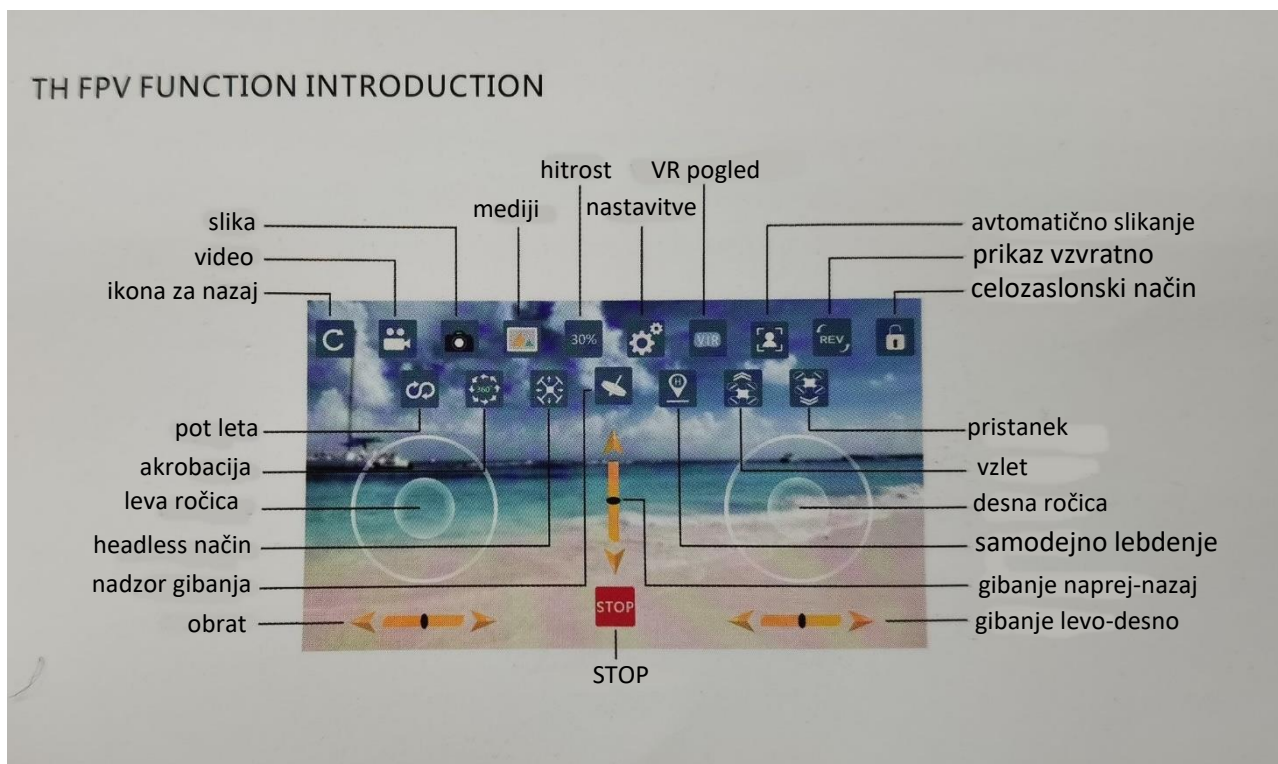 TH FPV FUNCTION INTRODUCTION
hitrost
VR pogled
mediji
nastavitve
slika
avtomatično slikanje
video
prikaz vzvratno
ikona za nazaj
celozaslonski način
30%
VIR
REV
360°
H
pot leta
pristanek
akrobacija
vzlet
leva ročica
desna ročica
headless način
samodejno lebdenje
nadzor gibanja
gibanje naprej-nazaj
STOP
obrat
gibanje levo-desno
STOP